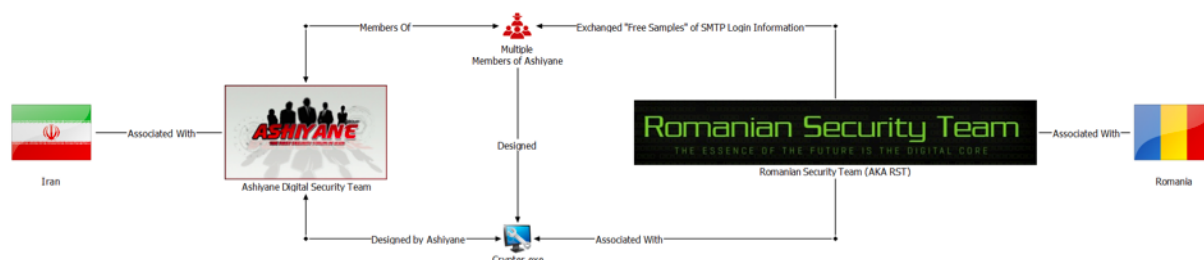 Members Of
Exchanged "Free Samples" of SMTP Login Information
Multiple
Members of Ashiyane
Associated With
ASHIYANE
Designed
Romanian Security Team
THE ESSENCE OF THE FUTURE IS THE DIGITAL CORE
Associated With
Iran
Ashiyane Digital Security Team
Romanian Security Team (AKA RST)
Romania
Designed by Ashiyane
Associated With
Crypter.exe